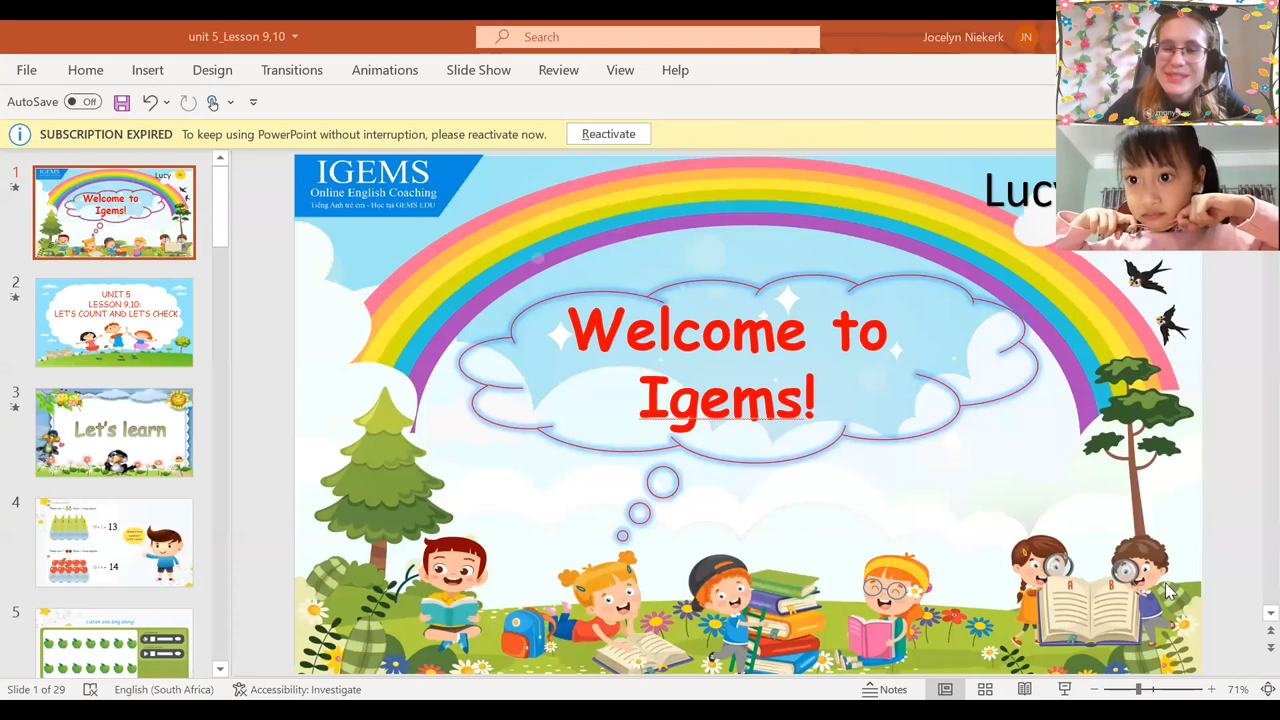 unit 5_Lesson 9,10
Search
Jocelyn Niekerk
JN
File Home Insert Design Transitions Animations Slide Show Review View Help
AutoSave Off
SUBSCRIPTION EXPIRED To keep using PowerPoint without interruption, please reactivate now. Reactivate
1
IGEMS
Lucy
Welcome to
Igems!
2
UNIT 5
LESSON 9,10:
LET'S COUNT AND LET'S CHECK
3
Let's learn
4
13
14
5
Listen and sing along!
IGEMS
Online English Coaching
Tiếng Anh trẻ em - Học tại GEMS EDU
Lucy
Welcome to
Igems!
A B
Slide 1 of 29 English (South Africa) Accessibility: Investigate Notes 71%